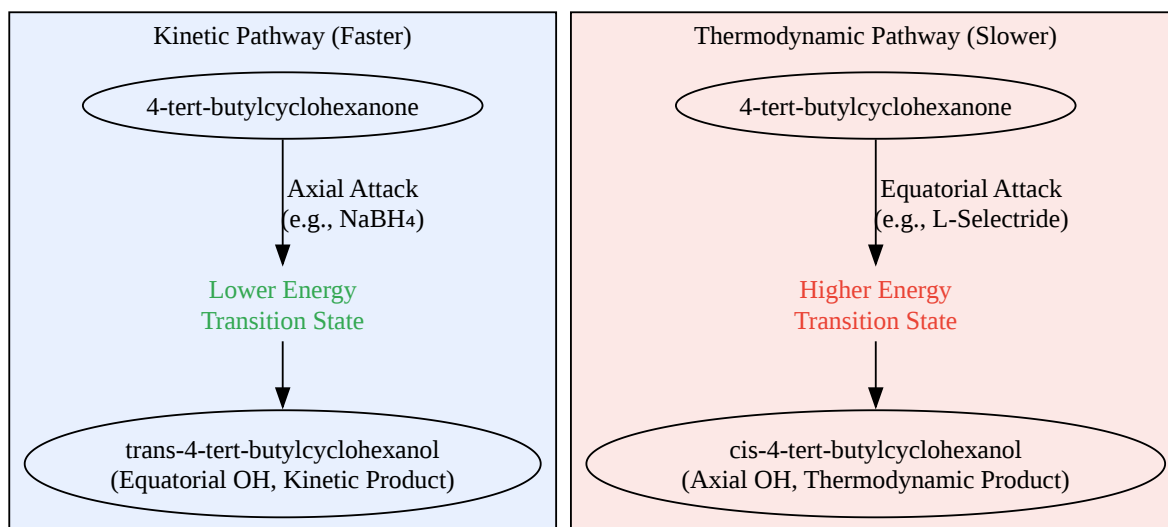 Kinetic Pathway (Faster)
4-tert-butylcyclohexanone
Axial Attack
(e.g., NaBH₄)
Lower Energy
Transition State
trans-4-tert-butylcyclohexanol
(Equatorial OH, Kinetic Product)
Thermodynamic Pathway (Slower)
4-tert-butylcyclohexanone
Equatorial Attack
(e.g., L-Selectride)
Higher Energy
Transition State
cis-4-tert-butylcyclohexanol
(Axial OH, Thermodynamic Product)